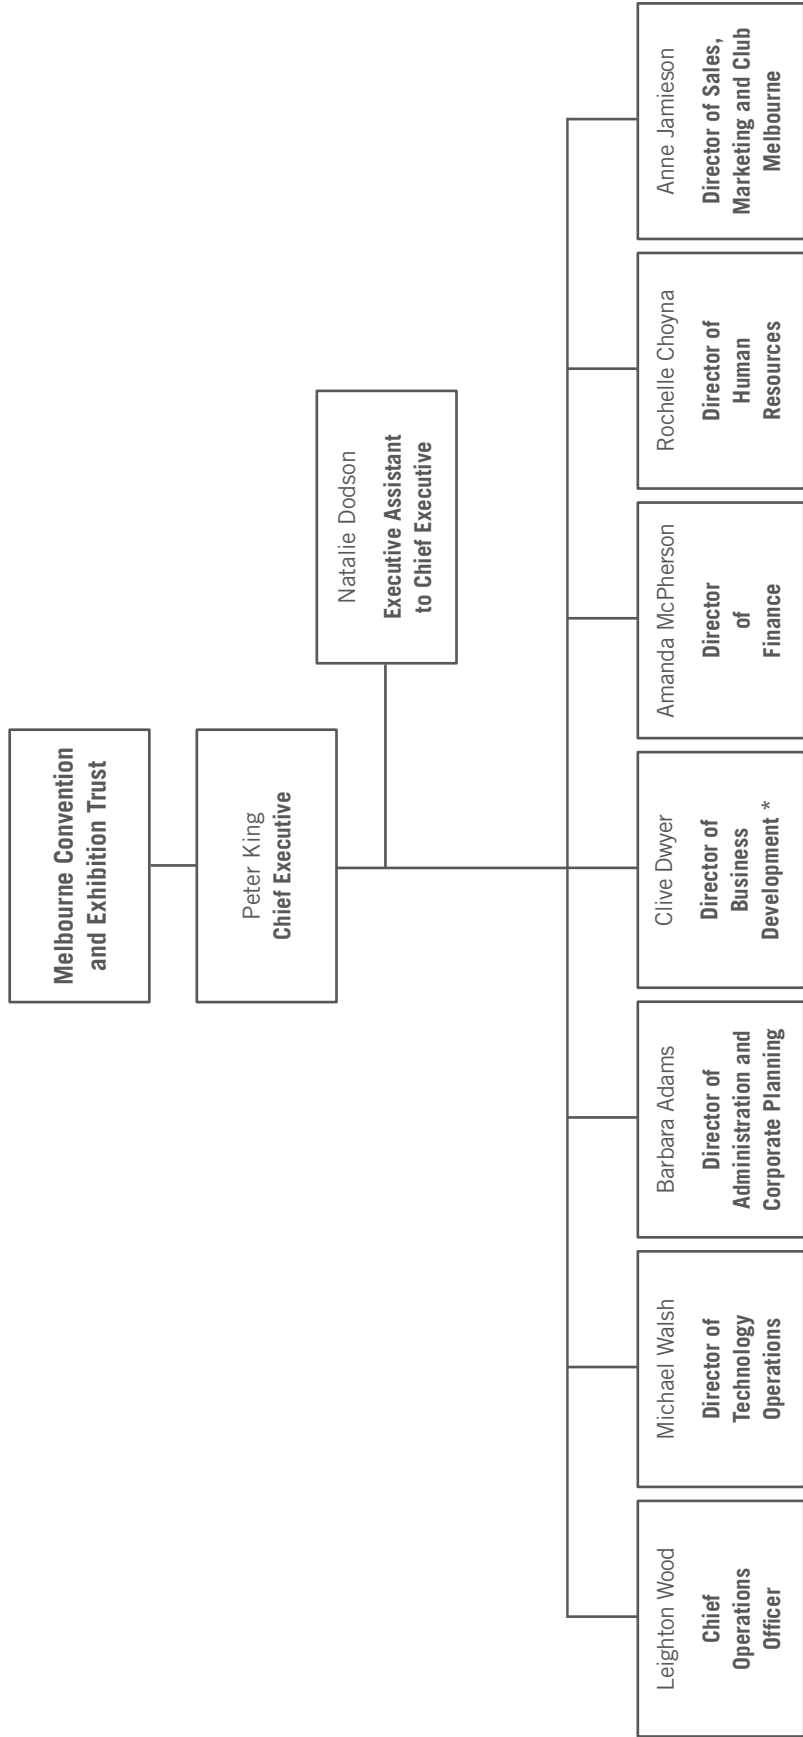 Melbourne Convention
and Exhibition Trust
Peter King
Chief Executive
Natalie Dodson
Executive Assistant
to Chief Executive
Leighton Wood
Chief
Operations
Officer
Michael Walsh
Director of
Technology
Operations
Barbara Adams
Director of
Administration and
Corporate Planning
Clive Dwyer
Director of
Business
Development *
Amanda McPherson
Director
of
Finance
Rochelle Choyna
Director of
Human
Resources
Anne Jamieson
Director of Sales,
Marketing and Club
Melbourne